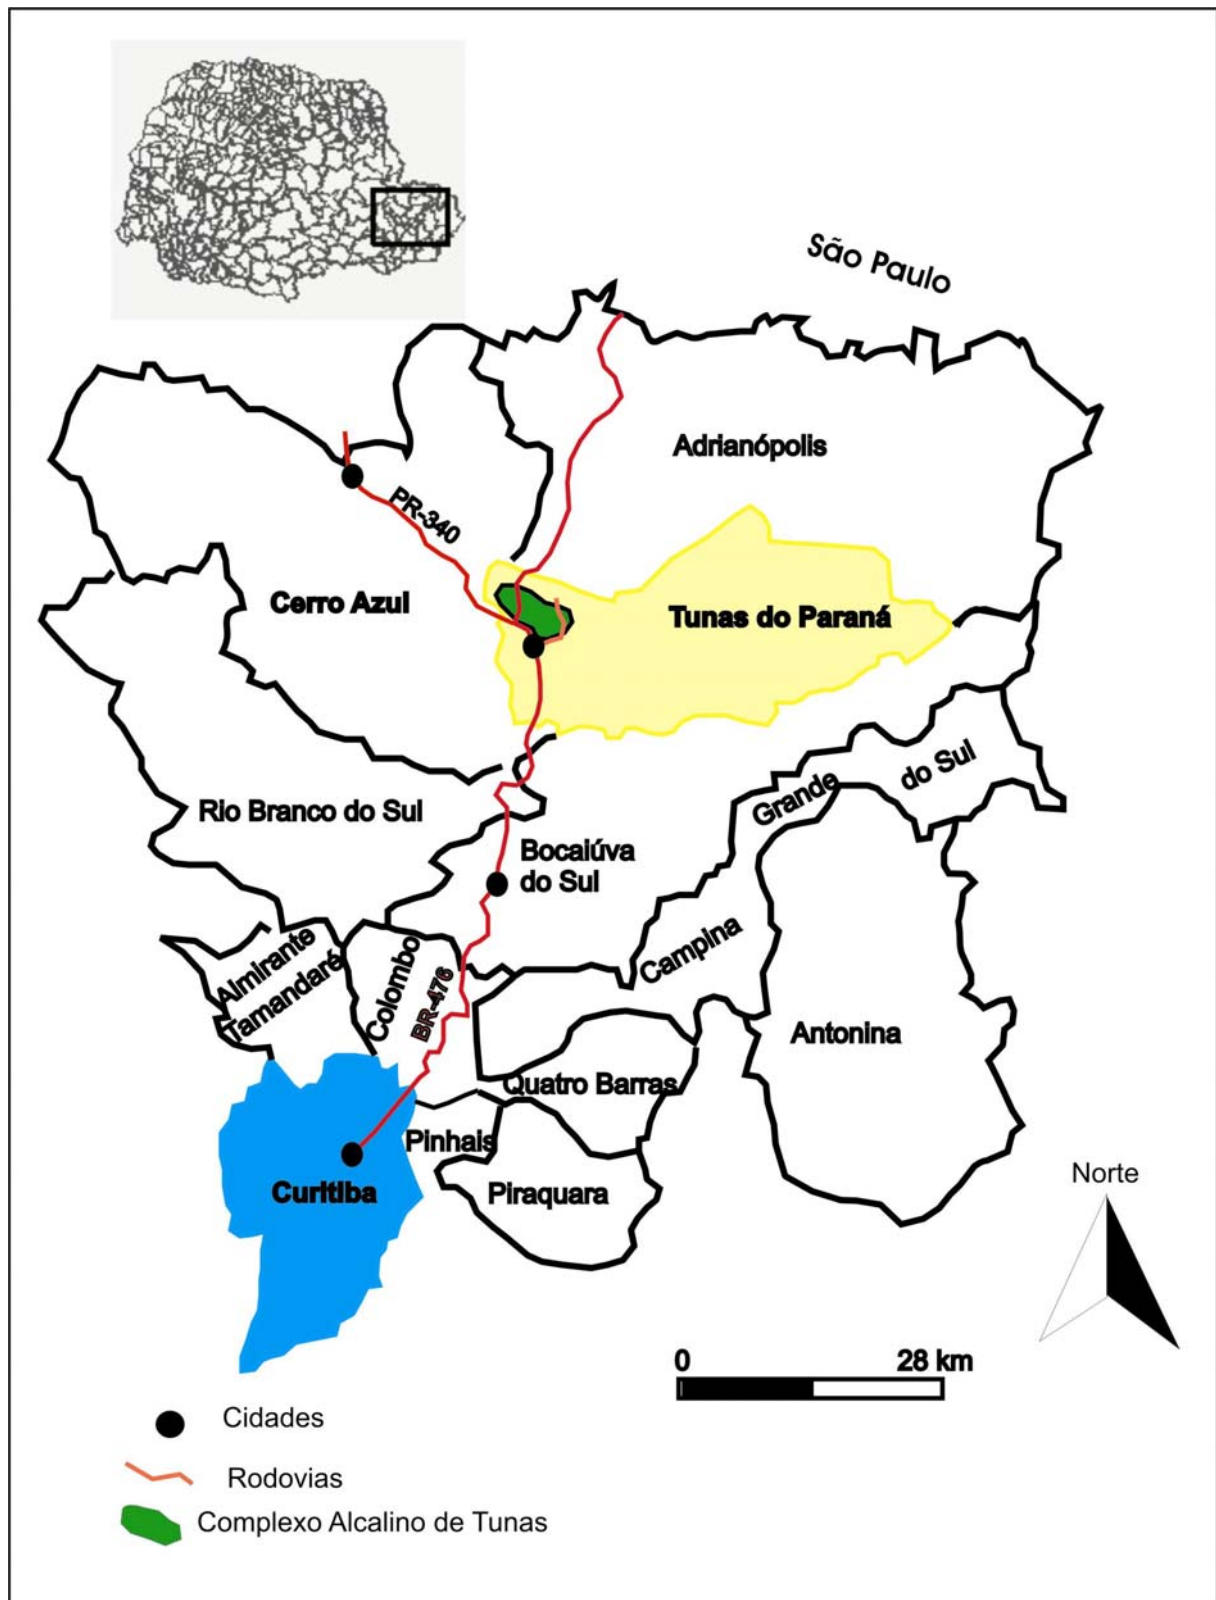 São Paulo
Adrianópolis
PR-340
Cerro Azul
Tunas do Paraná
do Sul
Grande
Rio Branco do Sul
Bocaiúva
do Sul
Campina
Almirante
Tamandaré
Colombo
BR-476
Antonina
Quatro Barras
Pinhais
Piraquara
Curitiba
Norte
0 28 km
Cidades
Rodovias
Complexo Alcalino de Tunas